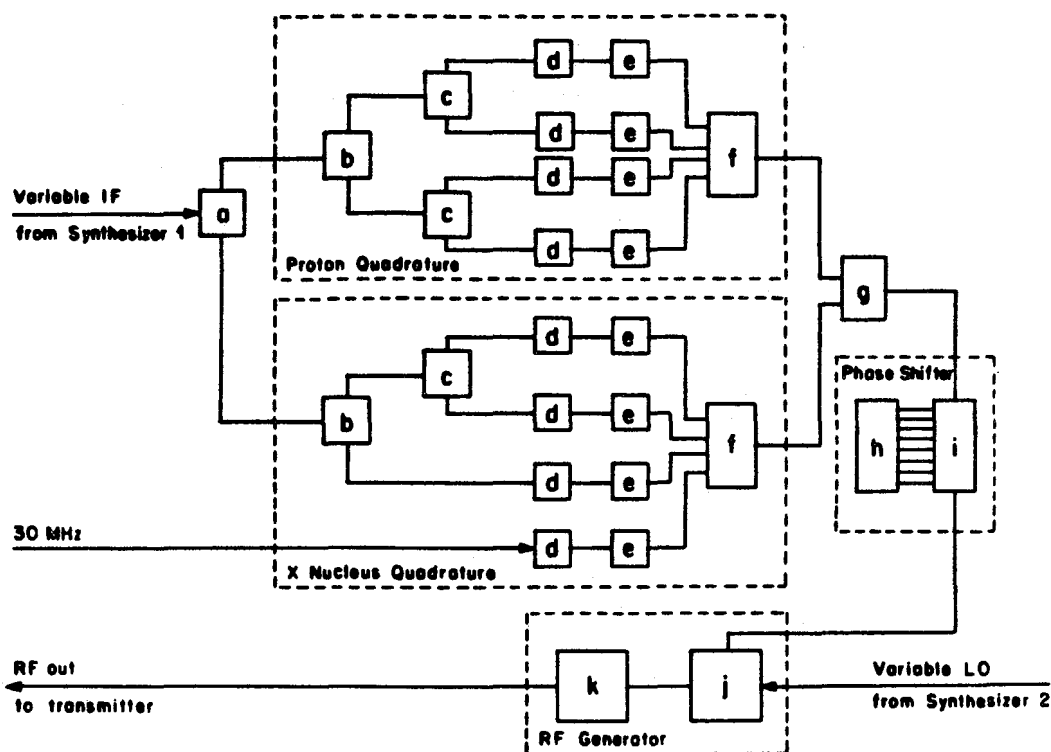 d
e
c
d
e
b
f
d
e
Variable IF
a
c
from Synthesizer 1
d
e
Proton Quadrature
g
d
e
c
Phase Shifter
d
e
b
f
h
i
d
e
30 MHz
d
e
X Nucleus Quadrature
RF out
Variable LO
k
j
to transmitter
from Synthesizer 2
RF Generator